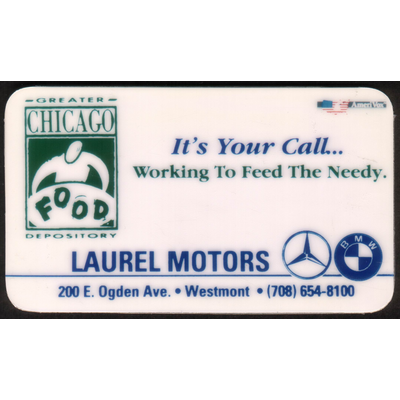 GREATER
CHICAGO
FOOD
DEPOSITORY
AmeriVox
It's Your Call...
Working To Feed The Needy.
LAUREL MOTORS
BMW
200 E. Ogden Ave. • Westmont • (708) 654-8100